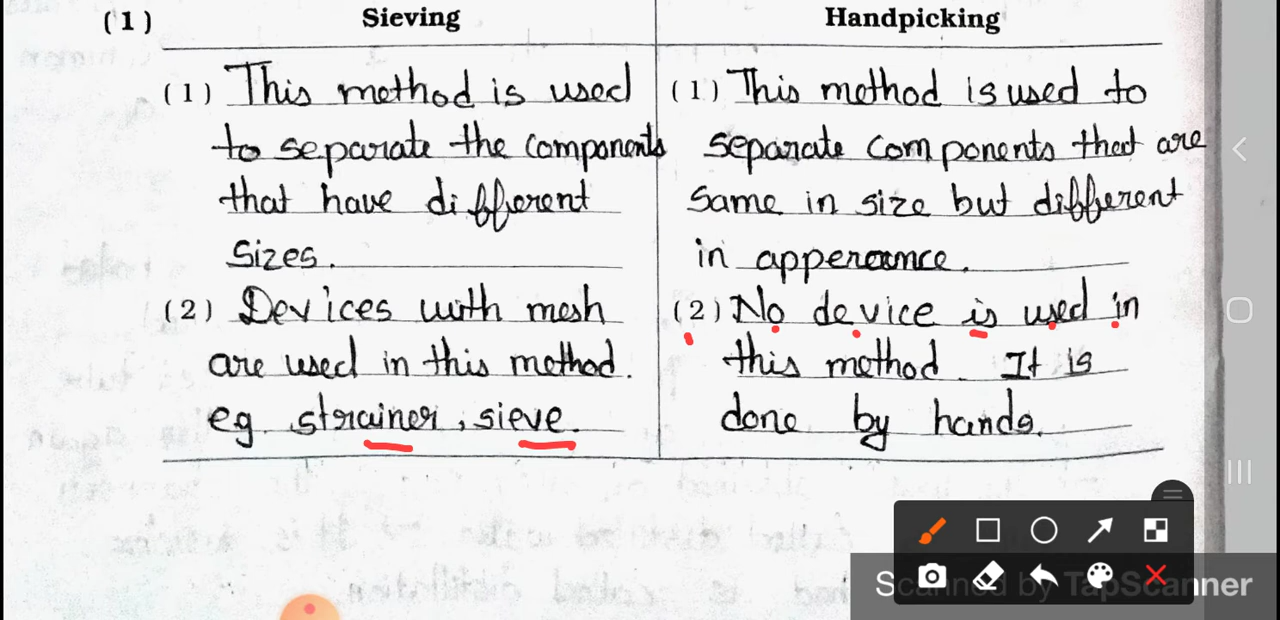 (1) Sieving Handpicking
(1) This method is used
to separate the components
that have different
sizes.
(2) Devices with mesh
are used in this method.
eg. strainer, sieve.
(1) This method is used to
separate components that are
same in size but different
in apperance.
(2) No device is used in
this method. It is
done by hands.
Scanned by TapScanner